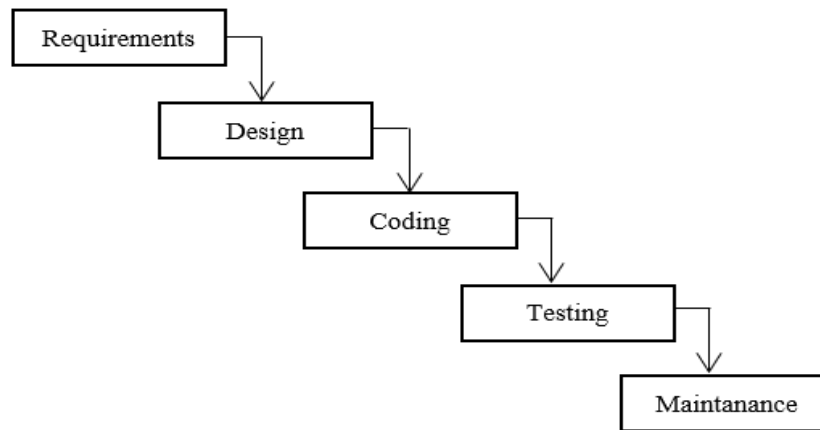 Requirements
Design
Coding
Testing
Maintanance